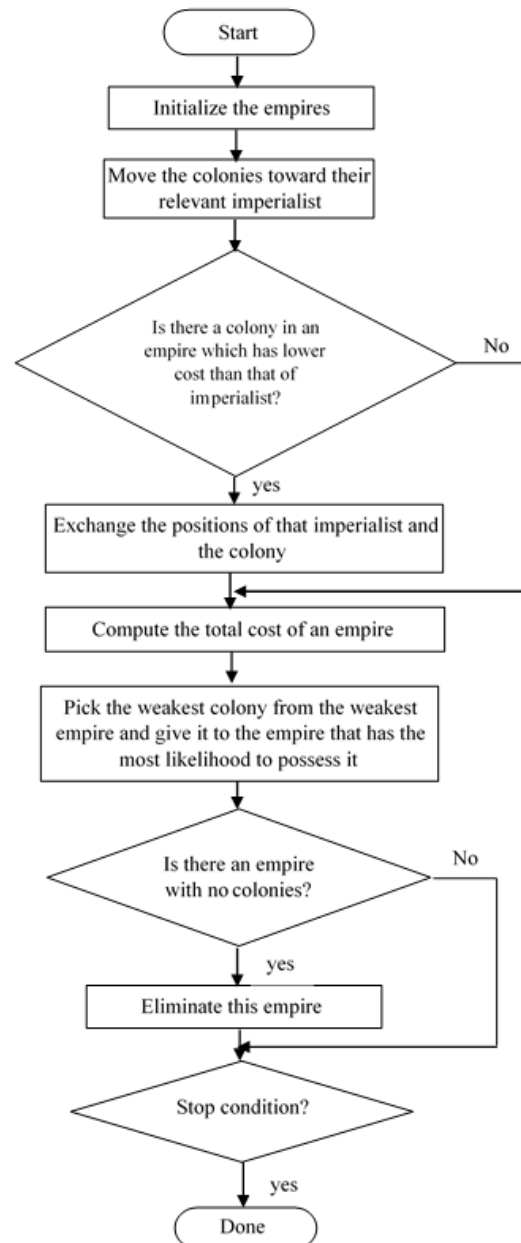 Start
Initialize the empires
Move the colonies toward their
relevant imperialist
Is there a colony in an
empire which has lower
cost than that of
imperialist?
No
yes
Exchange the positions of that imperialist and
the colony
Compute the total cost of an empire
Pick the weakest colony from the weakest
empire and give it to the empire that has the
most likelihood to possess it
Is there an empire
with no colonies?
No
yes
Eliminate this empire
Stop condition?
yes
Done